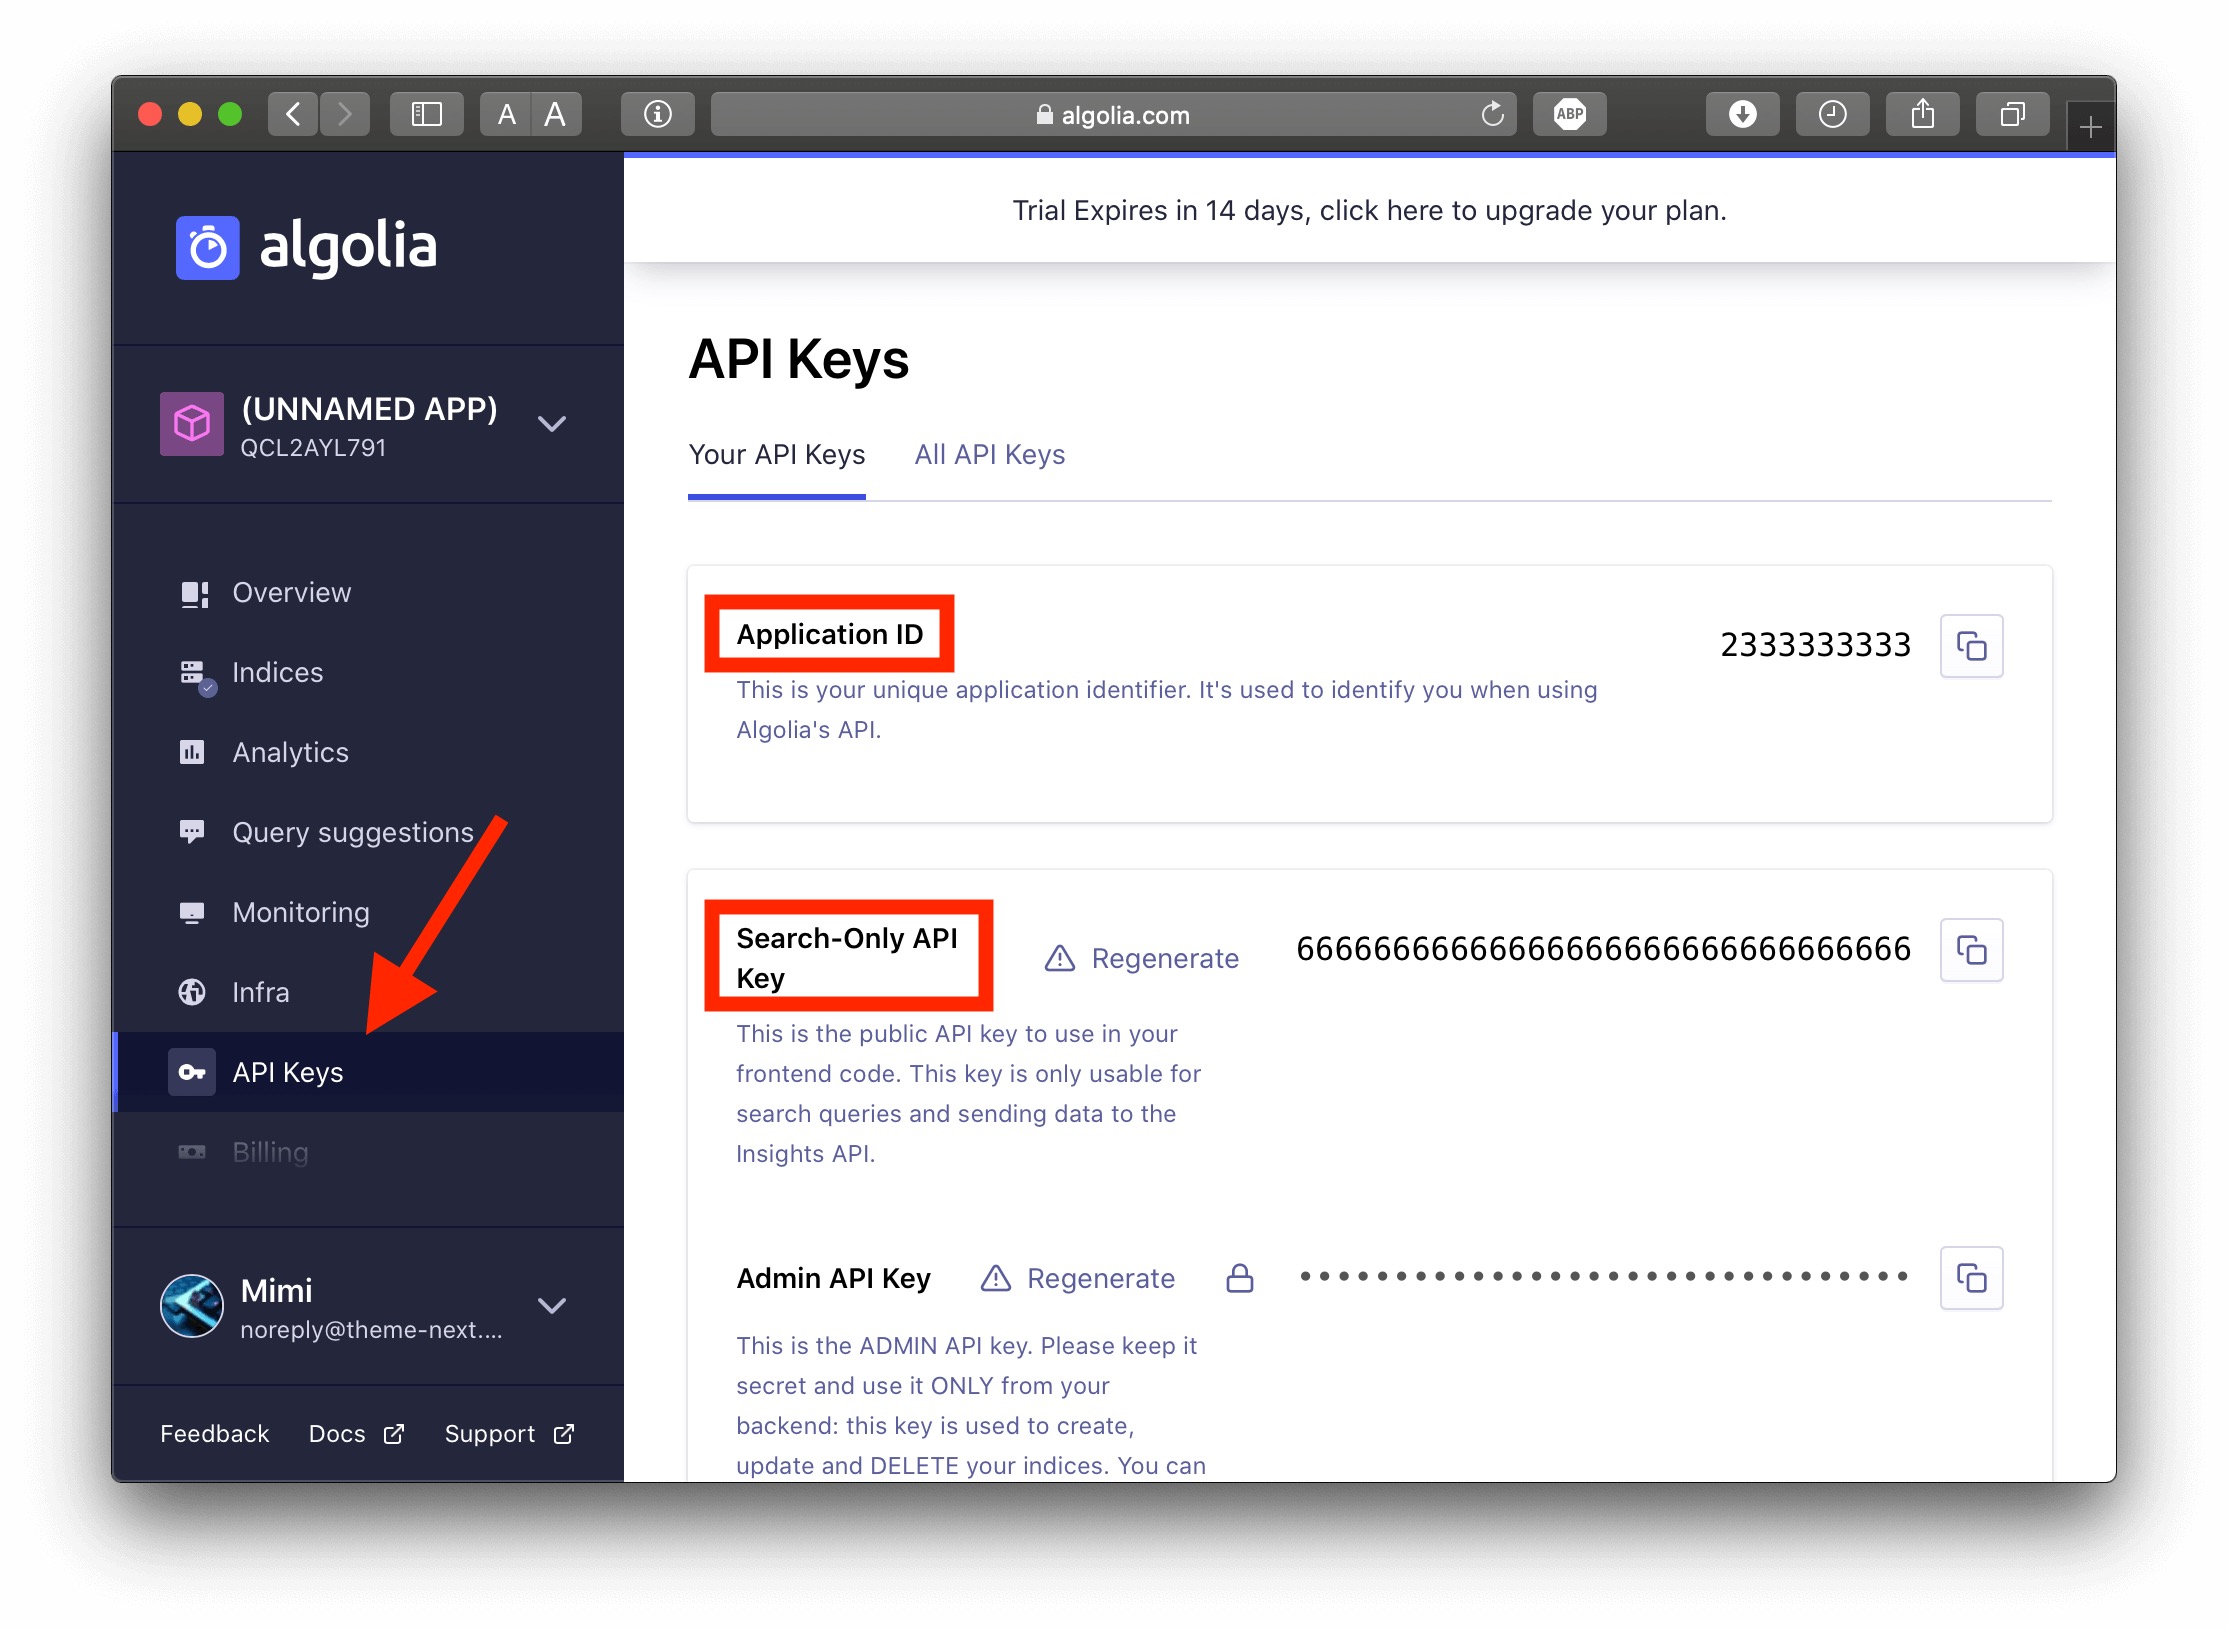 A A
algolia.com
ABP
algolia
(UNNAMED APP)
QCL2AYL791
Overview
Indices
Analytics
Query suggestions
Monitoring
Infra
API Keys
Billing
Mimi
noreply@theme-next....
Feedback Docs Support
Trial Expires in 14 days, click here to upgrade your plan.
API Keys
Your API Keys All API Keys
Application ID
2333333333
This is your unique application identifier. It's used to identify you when using
Algolia's API.
Search-Only API
Key
Regenerate
66666666666666666666666666666666
This is the public API key to use in your
frontend code. This key is only usable for
search queries and sending data to the
Insights API.
Admin API Key
Regenerate
••••••••••••••••••••••••••••••••
This is the ADMIN API key. Please keep it
secret and use it ONLY from your
backend: this key is used to create,
update and DELETE your indices. You can